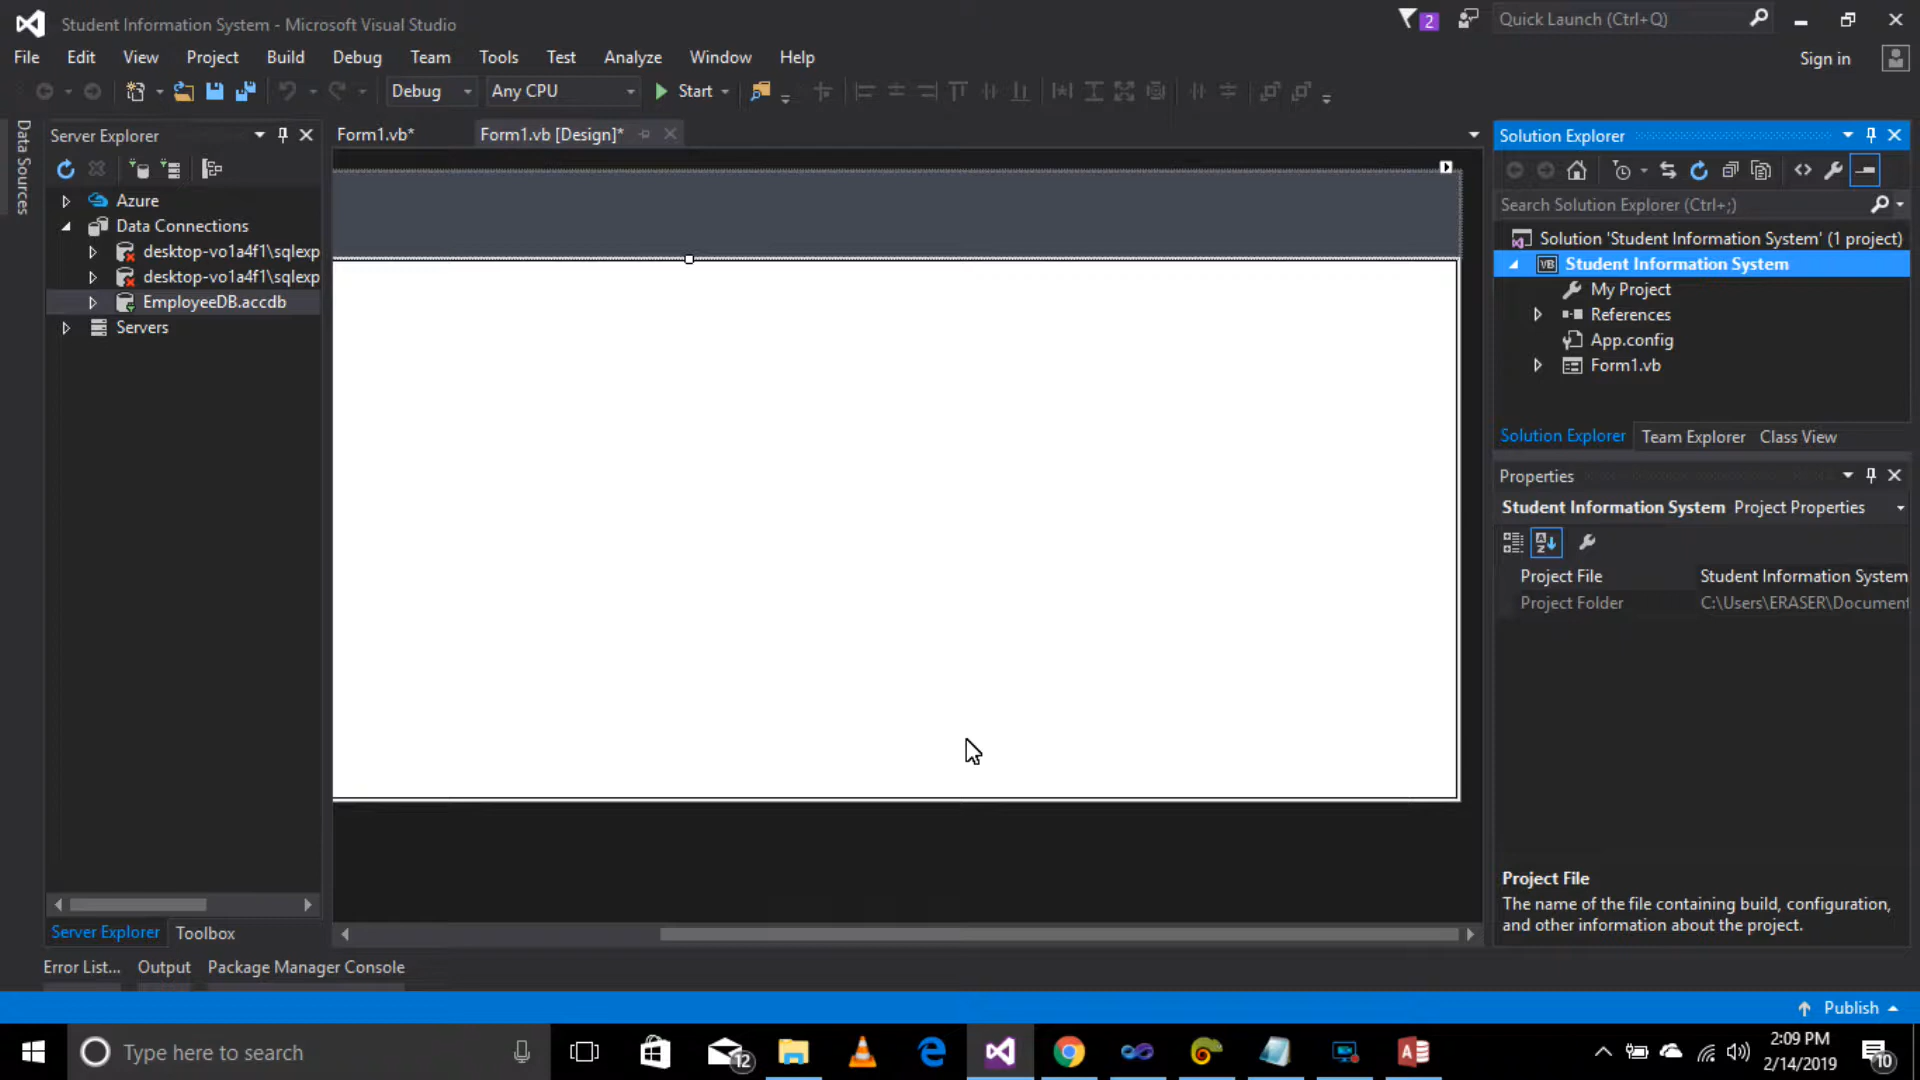 Student Information System - Microsoft Visual Studio
2
Quick Launch (Ctrl+Q)
File Edit View Project Build Debug Team Tools Test Analyze Window Help
Sign in
Debug Any CPU Start
Data Sources
Server Explorer
Azure
Data Connections
desktop-vo1a4f1\sqlexp
desktop-vo1a4f1\sqlexp
EmployeeDB.accdb
Servers
Server Explorer Toolbox
Form1.vb* Form1.vb [Design]*
Solution Explorer
Search Solution Explorer (Ctrl+;)
Solution 'Student Information System' (1 project)
VB Student Information System
My Project
References
App.config
Form1.vb
Solution Explorer Team Explorer Class View
Properties
Student Information System Project Properties
Project File Student Information System
Project Folder C:\Users\ERASER\Document
Project File
The name of the file containing build, configuration,
and other information about the project.
Error List... Output Package Manager Console
Publish
Type here to search
12
2:09 PM
2/14/2019
10